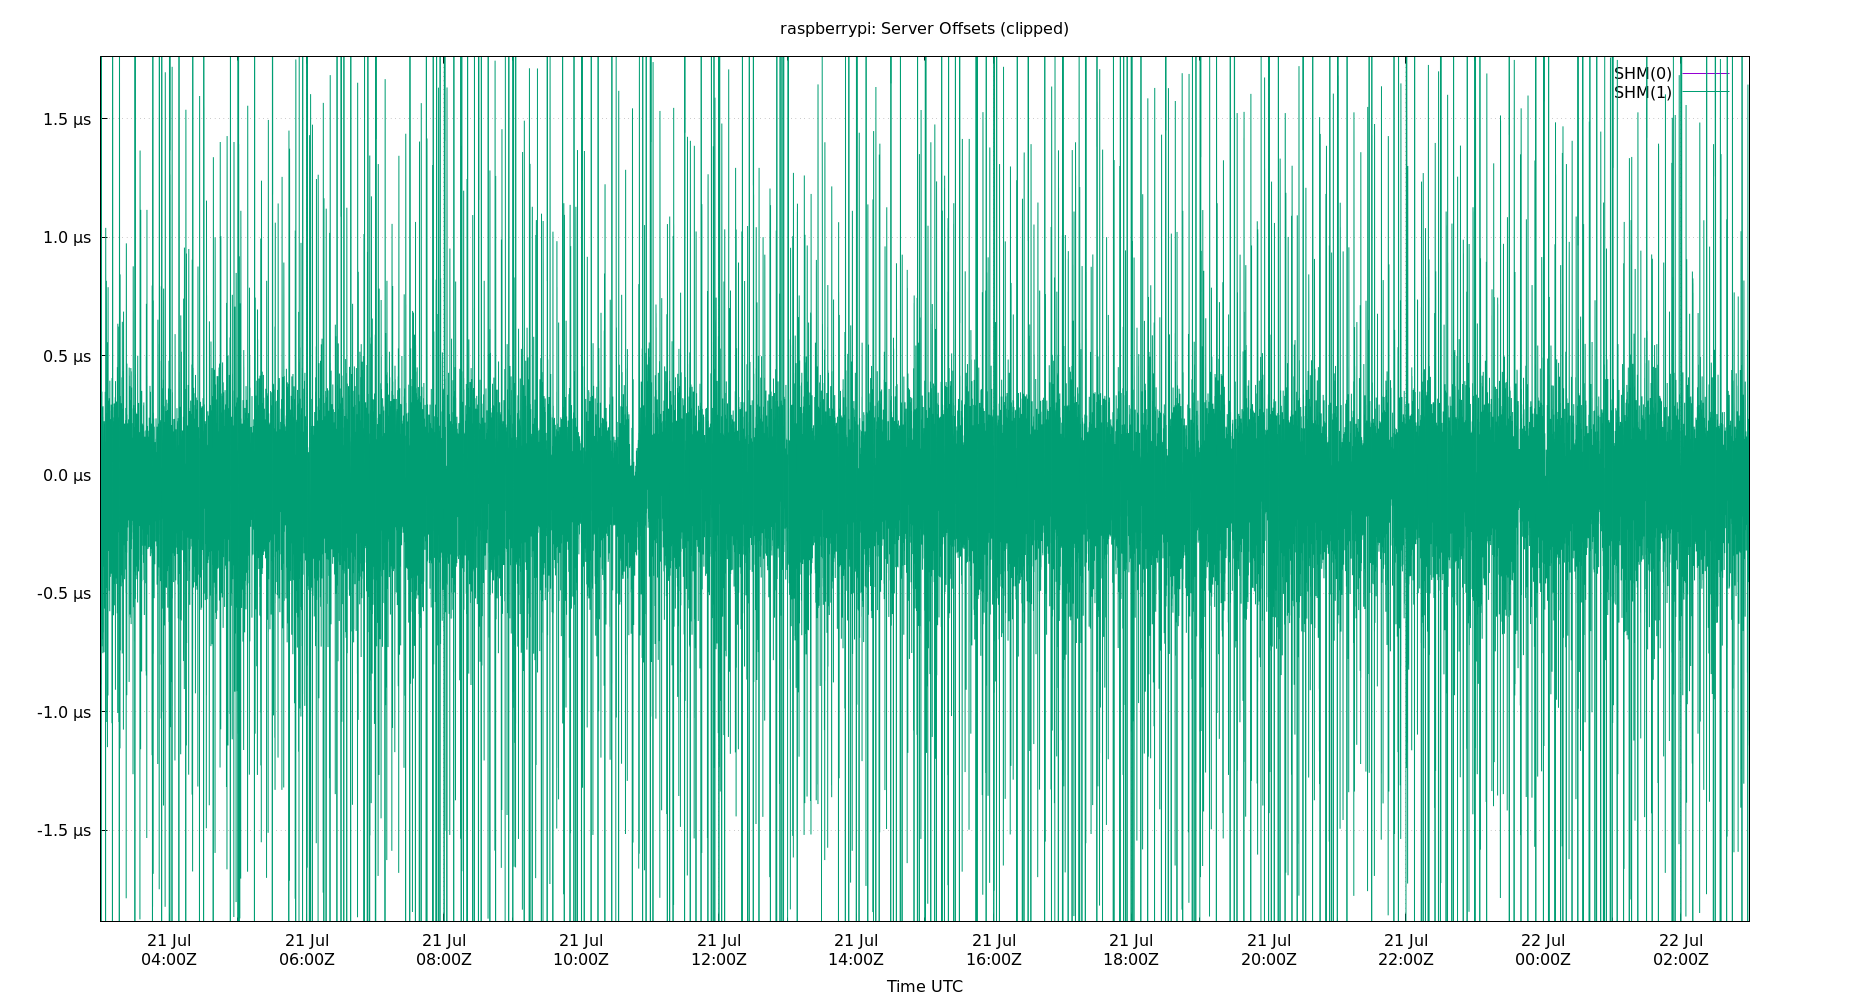 raspberrypi: Server Offsets (clipped)
SHM(0)
SHM(1)
1.5 µs
1.0 µs
0.5 µs
0.0 µs
-0.5 µs
-1.0 µs
-1.5 µs
21 Jul 21 Jul 21 Jul 21 Jul 21 Jul 21 Jul 21 Jul 21 Jul 21 Jul 21 Jul 22 Jul 22 Jul
04:00Z 06:00Z 08:00Z 10:00Z 12:00Z 14:00Z 16:00Z 18:00Z 20:00Z 22:00Z 00:00Z 02:00Z
Time UTC